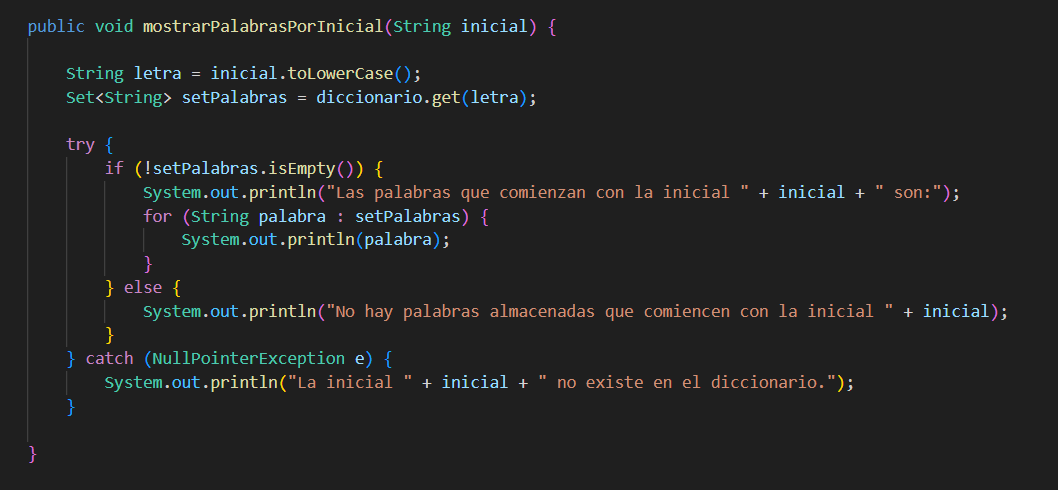 public void mostrarPalabrasPorInicial(String inicial) {
String letra = inicial.toLowerCase();
Set<String> setPalabras = diccionario.get(letra);
try {
if (!setPalabras.isEmpty()) {
System.out.println("Las palabras que comienzan con la inicial " + inicial + " son:");
for (String palabra : setPalabras) {
System.out.println(palabra);
}
} else {
System.out.println("No hay palabras almacenadas que comiencen con la inicial " + inicial);
}
} catch (NullPointerException e) {
System.out.println("La inicial " + inicial + " no existe en el diccionario.");
}
}